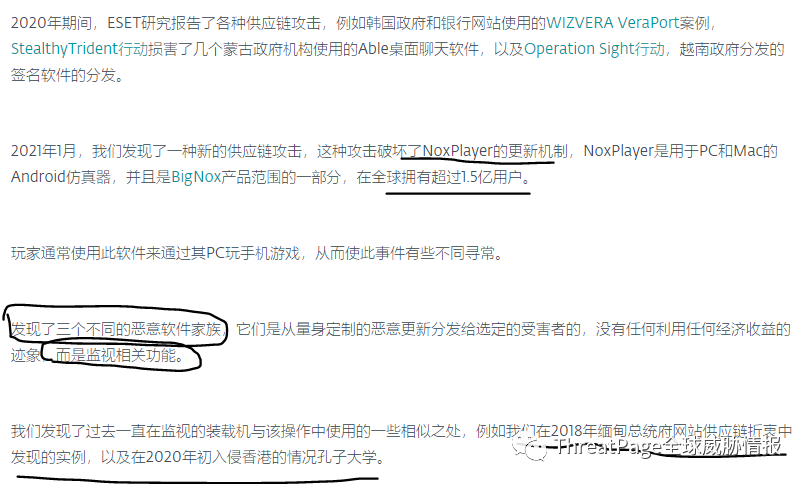 2020年期间，ESET研究报告了各种供应链攻击，例如韩国政府和银行网站使用的WIZVERA VeraPort案例，
StealthyTrident行动损害了几个蒙古政府机构使用的Able桌面聊天软件，以及Operation Sight行动，越南政府分发的
签名软件的分发。
2021年1月，我们发现了一种新的供应链攻击，这种攻击破坏了NoxPlayer的更新机制，NoxPlayer是用于PC和Mac的
Android仿真器，并且是BigNox产品范围的一部分，在全球拥有超过1.5亿用户。
玩家通常使用此软件来通过其PC玩手机游戏，从而使此事件有些不同寻常。
发现了三个不同的恶意软件家族，它们是从量身定制的恶意更新分发给选定的受害者的，没有任何利用任何经济收益的
迹象，而是监视相关功能。
我们发现了过去一直在监视的装载机与该操作中使用的一些相似之处，例如我们在2018年缅甸总统府网站供应链折衷中
发现的实例，以及在2020年初入侵香港的情况孔子大学。
ThreatPage全球威胁情报